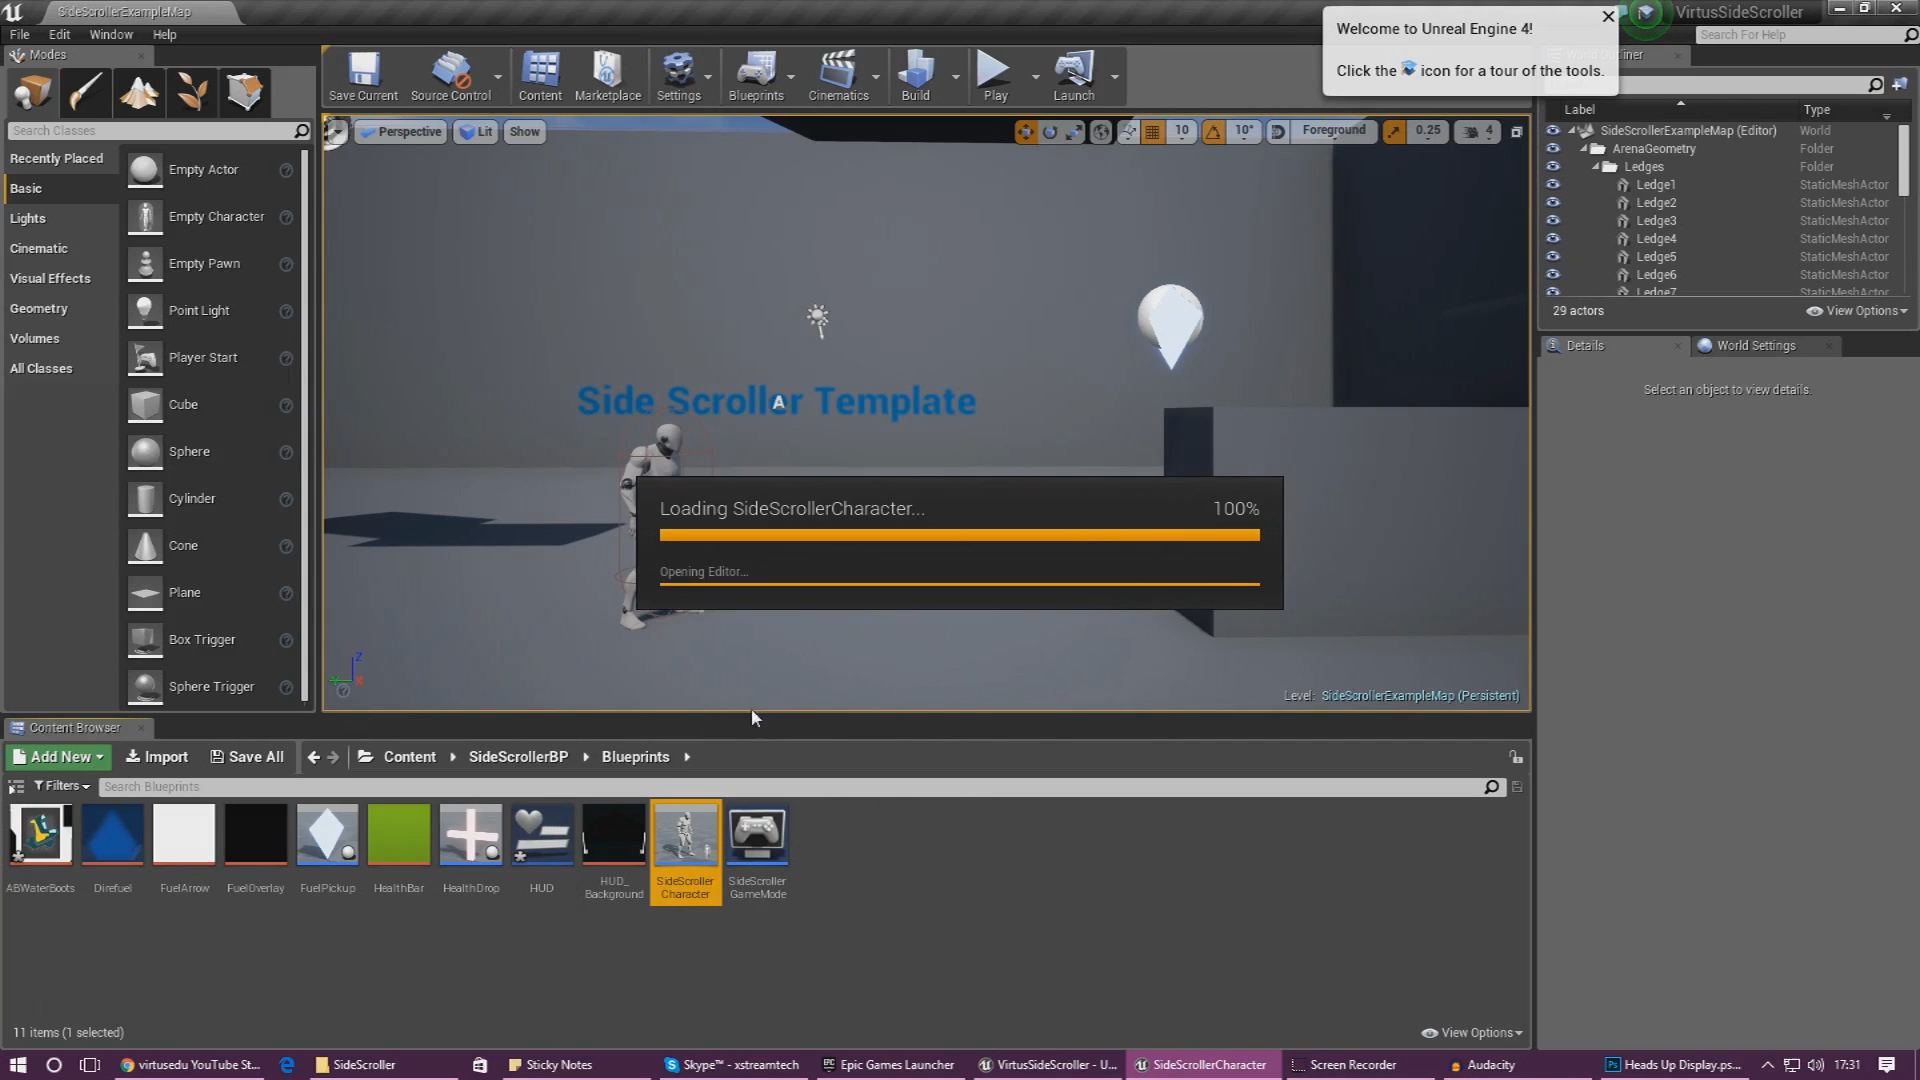 SideScrollerExampleMap
VirtusSideScroller
File Edit Window Help
Search For Help
Welcome to Unreal Engine 4!
Click the icon for a tour of the tools.
Modes
World Outliner
Save Current
Source Control
Content
Marketplace
Settings
Blueprints
Cinematics
Build
Play
Launch
Search Classes
Recently Placed
Basic
Lights
Cinematic
Visual Effects
Geometry
Volumes
All Classes
Empty Actor
Empty Character
Empty Pawn
Point Light
Player Start
Cube
Sphere
Cylinder
Cone
Plane
Box Trigger
Sphere Trigger
Perspective Lit Show
10 10° Foreground 0.25 4
Side Scroller Template
A
Loading SideScrollerCharacter... 100%
Opening Editor...
Z
Level: SideScrollerExampleMap (Persistent)
Label Type
SideScrollerExampleMap (Editor) World
ArenaGeometry Folder
Ledges Folder
Ledge1 StaticMeshActor
Ledge2 StaticMeshActor
Ledge3 StaticMeshActor
Ledge4 StaticMeshActor
Ledge5 StaticMeshActor
Ledge6 StaticMeshActor
Ledge7 StaticMeshActor
29 actors View Options
Details World Settings
Select an object to view details.
Content Browser
Add New Import Save All Content SideScrollerBP Blueprints
Filters Search Blueprints
ABWaterBoots
Direfuel
FuelArrow
FuelOverlay
FuelPickup
HealthBar
HealthDrop
HUD
HUD_
Background
SideScroller
Character
SideScroller
GameMode
11 items (1 selected) View Options
virtusedu YouTube St... SideScroller Sticky Notes Skype™ - xstreamtech Epic Games Launcher VirtusSideScroller - U... SideScrollerCharacter Screen Recorder Audacity Heads Up Display.ps... 17:31